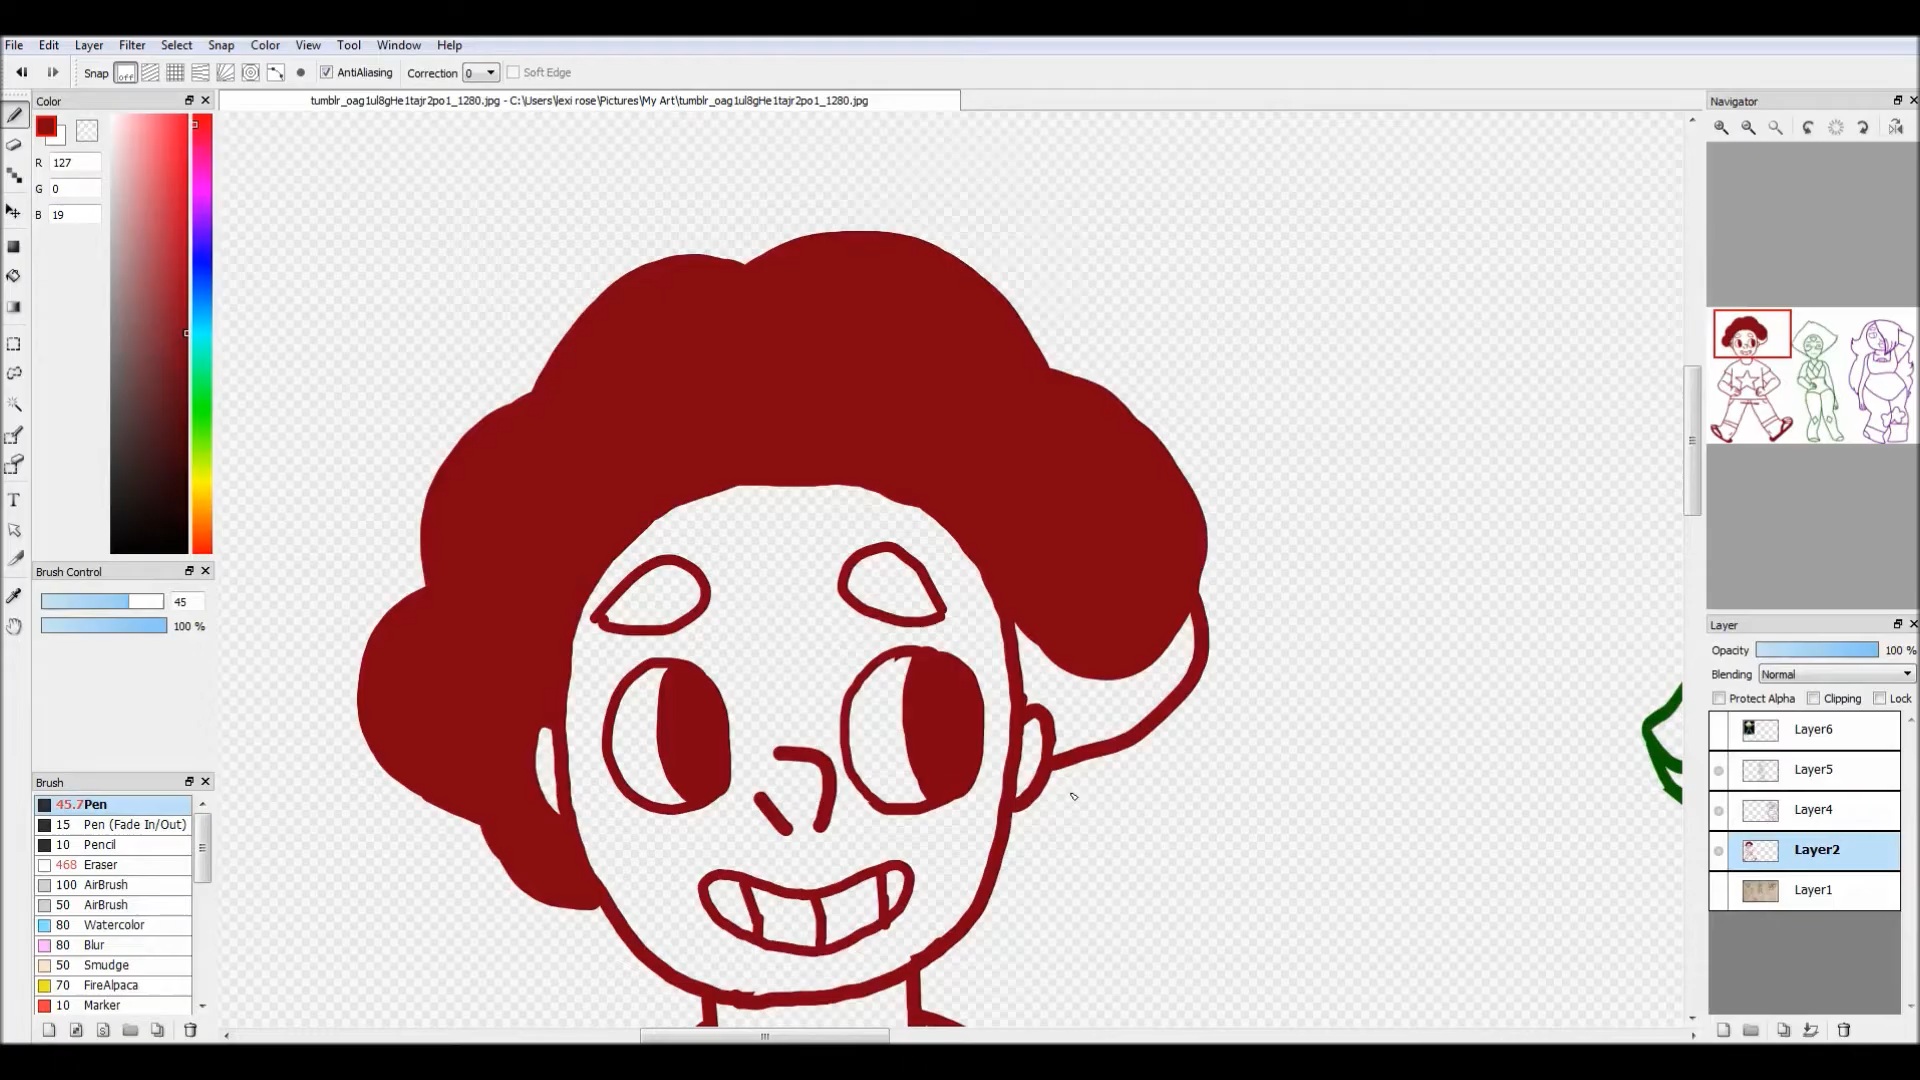 File Edit Layer Filter Select Snap Color View Tool Window Help
Snap off AntiAliasing Correction 0 Soft Edge
Color
tumblr_oag1ul8gHe1tajr2po1_1280.jpg - C:\Users\lexi rose\Pictures\My Art\tumblr_oag1ul8gHe1tajr2po1_1280.jpg
Navigator
R 127
G 0
B 19
Brush Control
45
100 %
Brush
45.7 Pen
15 Pen (Fade In/Out)
10 Pencil
468 Eraser
100 AirBrush
50 AirBrush
80 Watercolor
80 Blur
50 Smudge
70 FireAlpaca
10 Marker
Layer
Opacity 100 %
Blending Normal
Protect Alpha Clipping Lock
Layer6
Layer5
Layer4
Layer2
Layer1